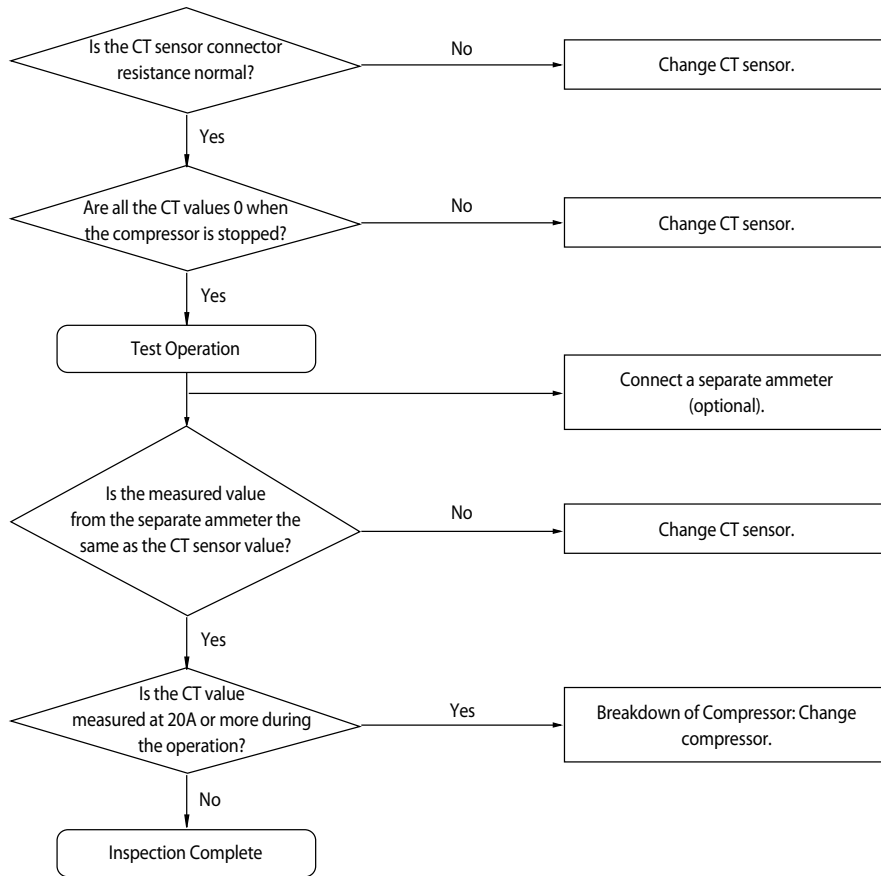 Is the CT sensor connector
resistance normal?
No
Change CT sensor.
Yes
Are all the CT values 0 when
the compressor is stopped?
No
Change CT sensor.
Yes
Test Operation
Connect a separate ammeter
(optional).
Is the measured value
from the separate ammeter the
same as the CT sensor value?
No
Change CT sensor.
Yes
Is the CT value
measured at 20A or more during
the operation?
Yes
Breakdown of Compressor: Change
compressor.
No
Inspection Complete